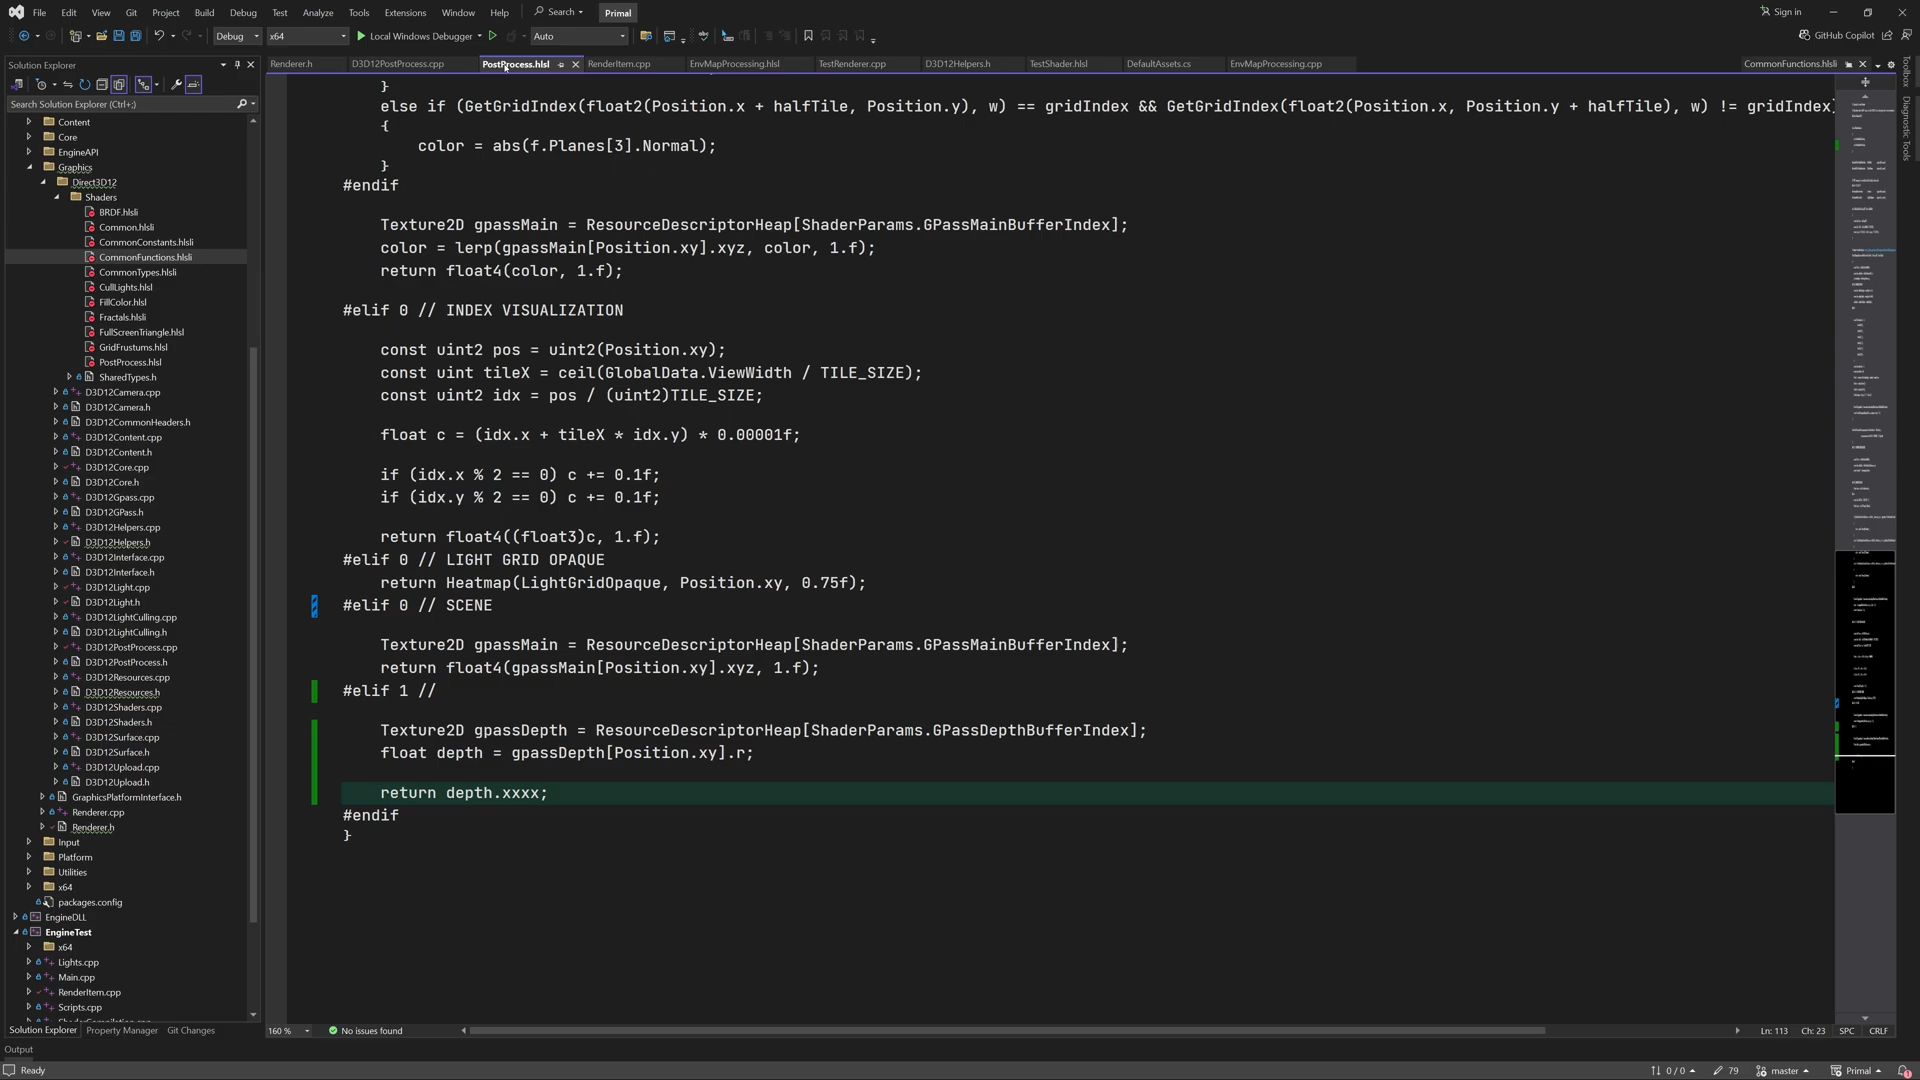 File Edit View Git Project Build Debug Test Analyze Tools Extensions Window Help Search Primal Sign in
Debug x64 Local Windows Debugger Auto GitHub Copilot
Solution Explorer
Search Solution Explorer (Ctrl+;)
Content
Core
EngineAPI
Graphics
Direct3D12
Shaders
BRDF.hlsli
Common.hlsli
CommonConstants.hlsli
CommonFunctions.hlsli
CommonTypes.hlsli
CullLights.hlsl
FillColor.hlsl
Fractals.hlsli
FullScreenTriangle.hlsl
GridFrustums.hlsl
PostProcess.hlsl
SharedTypes.h
D3D12Camera.cpp
D3D12Camera.h
D3D12CommonHeaders.h
D3D12Content.cpp
D3D12Content.h
D3D12Core.cpp
D3D12Core.h
D3D12Gpass.cpp
D3D12GPass.h
D3D12Helpers.cpp
D3D12Helpers.h
D3D12Interface.cpp
D3D12Interface.h
D3D12Light.cpp
D3D12Light.h
D3D12LightCulling.cpp
D3D12LightCulling.h
D3D12PostProcess.cpp
D3D12PostProcess.h
D3D12Resources.cpp
D3D12Resources.h
D3D12Shaders.cpp
D3D12Shaders.h
D3D12Surface.cpp
D3D12Surface.h
D3D12Upload.cpp
D3D12Upload.h
GraphicsPlatformInterface.h
Renderer.cpp
Renderer.h
Input
Platform
Utilities
x64
packages.config
EngineDLL
EngineTest
x64
Lights.cpp
Main.cpp
RenderItem.cpp
Scripts.cpp
Solution Explorer Property Manager Git Changes
Renderer.h D3D12PostProcess.cpp PostProcess.hlsl RenderItem.cpp EnvMapProcessing.hlsl TestRenderer.cpp D3D12Helpers.h TestShader.hlsl DefaultAssets.cs EnvMapProcessing.cpp CommonFunctions.hlsli
}
else if (GetGridIndex(float2(Position.x + halfTile, Position.y), w) == gridIndex && GetGridIndex(float2(Position.x, Position.y + halfTile), w) != gridIndex)
{
color = abs(f.Planes[3].Normal);
}
#endif
Texture2D gpassMain = ResourceDescriptorHeap[ShaderParams.GPassMainBufferIndex];
color = lerp(gpassMain[Position.xy].xyz, color, 1.f);
return float4(color, 1.f);
#elif 0 // INDEX VISUALIZATION
const uint2 pos = uint2(Position.xy);
const uint tileX = ceil(GlobalData.ViewWidth / TILE_SIZE);
const uint2 idx = pos / (uint2)TILE_SIZE;
float c = (idx.x + tileX * idx.y) * 0.00001f;
if (idx.x % 2 == 0) c += 0.1f;
if (idx.y % 2 == 0) c += 0.1f;
return float4((float3)c, 1.f);
#elif 0 // LIGHT GRID OPAQUE
return Heatmap(LightGridOpaque, Position.xy, 0.75f);
#elif 0 // SCENE
Texture2D gpassMain = ResourceDescriptorHeap[ShaderParams.GPassMainBufferIndex];
return float4(gpassMain[Position.xy].xyz, 1.f);
#elif 1 //
Texture2D gpassDepth = ResourceDescriptorHeap[ShaderParams.GPassDepthBufferIndex];
float depth = gpassDepth[Position.xy].r;
return depth.xxxx;
#endif
}
160 % No issues found Ln: 113 Ch: 23 SPC CRLF
Toolbox
Diagnostic Tools
Output
Ready 0 / 0 79 master Primal